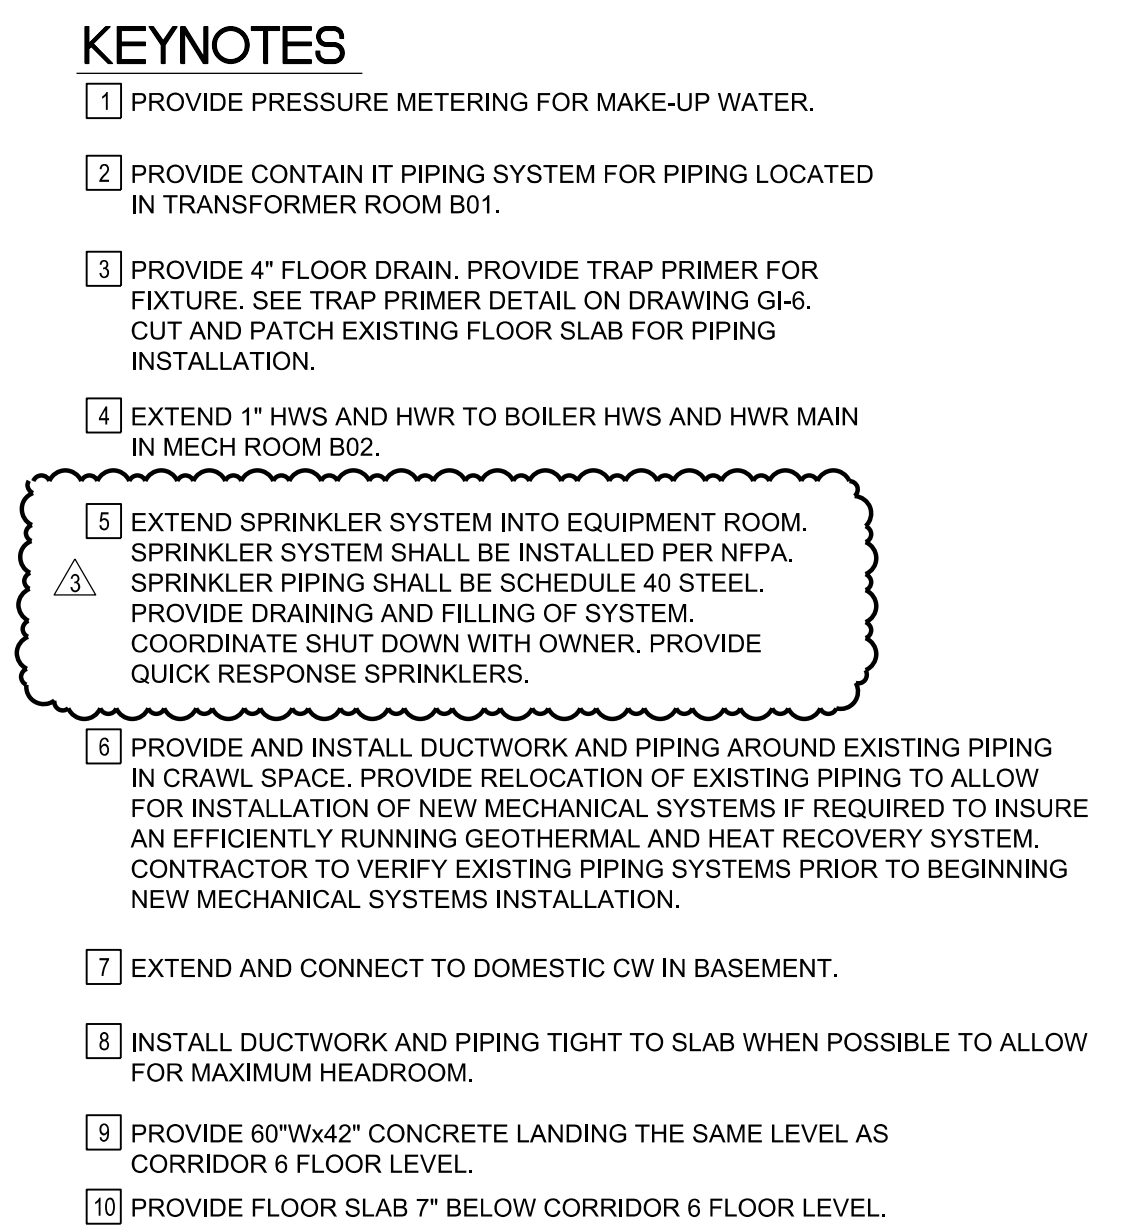 KEYNOTES
1 PROVIDE PRESSURE METERING FOR MAKE-UP WATER.
2 PROVIDE CONTAIN IT PIPING SYSTEM FOR PIPING LOCATED
IN TRANSFORMER ROOM B01.
3 PROVIDE 4" FLOOR DRAIN. PROVIDE TRAP PRIMER FOR
FIXTURE. SEE TRAP PRIMER DETAIL ON DRAWING GI-6.
CUT AND PATCH EXISTING FLOOR SLAB FOR PIPING
INSTALLATION.
4 EXTEND 1" HWS AND HWR TO BOILER HWS AND HWR MAIN
IN MECH ROOM B02.
5 EXTEND SPRINKLER SYSTEM INTO EQUIPMENT ROOM.
SPRINKLER SYSTEM SHALL BE INSTALLED PER NFPA.
3 SPRINKLER PIPING SHALL BE SCHEDULE 40 STEEL.
PROVIDE DRAINING AND FILLING OF SYSTEM.
COORDINATE SHUT DOWN WITH OWNER. PROVIDE
QUICK RESPONSE SPRINKLERS.
6 PROVIDE AND INSTALL DUCTWORK AND PIPING AROUND EXISTING PIPING
IN CRAWL SPACE. PROVIDE RELOCATION OF EXISTING PIPING TO ALLOW
FOR INSTALLATION OF NEW MECHANICAL SYSTEMS IF REQUIRED TO INSURE
AN EFFICIENTLY RUNNING GEOTHERMAL AND HEAT RECOVERY SYSTEM.
CONTRACTOR TO VERIFY EXISTING PIPING SYSTEMS PRIOR TO BEGINNING
NEW MECHANICAL SYSTEMS INSTALLATION.
7 EXTEND AND CONNECT TO DOMESTIC CW IN BASEMENT.
8 INSTALL DUCTWORK AND PIPING TIGHT TO SLAB WHEN POSSIBLE TO ALLOW
FOR MAXIMUM HEADROOM.
9 PROVIDE 60"Wx42" CONCRETE LANDING THE SAME LEVEL AS
CORRIDOR 6 FLOOR LEVEL.
10 PROVIDE FLOOR SLAB 7" BELOW CORRIDOR 6 FLOOR LEVEL.